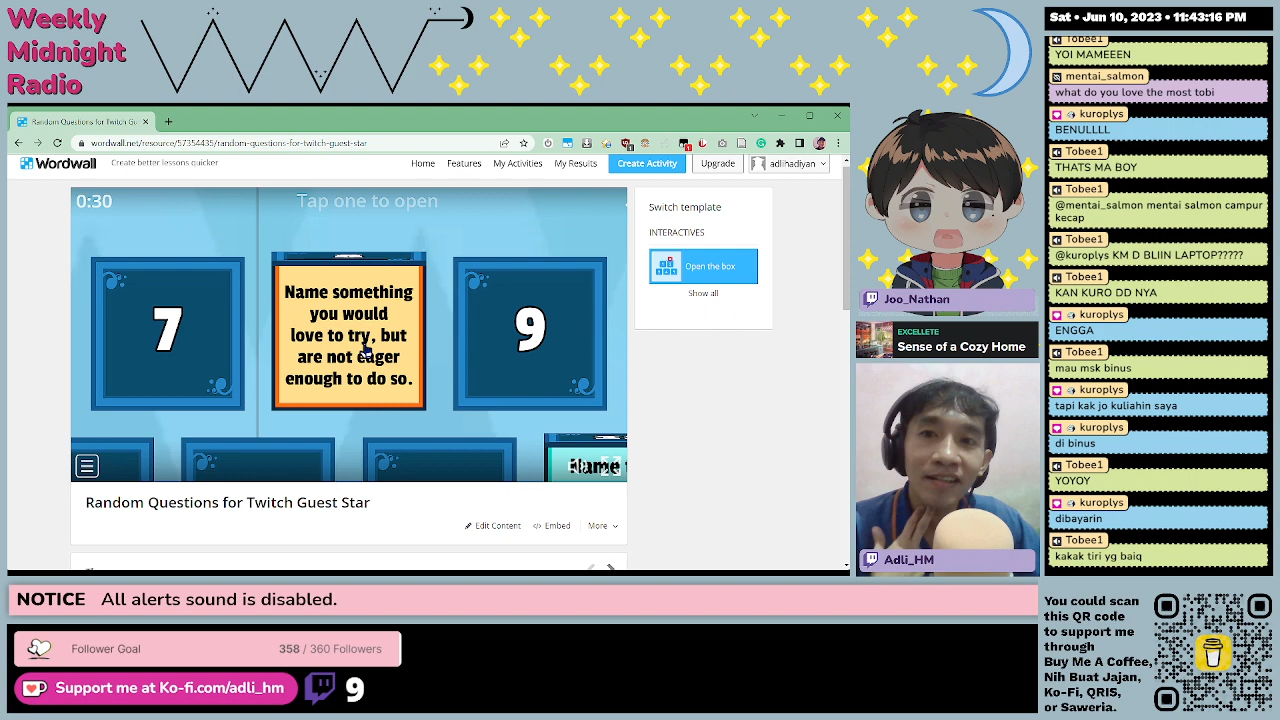 Weekly
Midnight
Radio
Sat • Jun 10, 2023 • 11:43:16 PM
Random Questions for Twitch Gu
wordwall.net/resource/57354435/random-questions-for-twitch-guest-star
Wordwall
Create better lessons quicker
Home
Features
My Activities
My Results
Create Activity
Upgrade
adlihadiyan
0:30
Tap one to open
7
Name something
you would
love to try, but
are not eager
enough to do so.
9
Name
Switch template
INTERACTIVES
Open the box
Show all
Random Questions for Twitch Guest Star
Edit Content
Embed
More
Joo_Nathan
EXCELLETE
Sense of a Cozy Home
Adli_HM
Tobee1
YOI MAMEEEN
mentai_salmon
what do you love the most tobi
kuroplys
BENULLLL
Tobee1
THATS MA BOY
Tobee1
@mentai_salmon mentai salmon campur
kecap
Tobee1
@kuroplys KM D BLIIN LAPTOP?????
Tobee1
KAN KURO DD NYA
kuroplys
ENGGA
Tobee1
mau msk binus
kuroplys
tapi kak jo kuliahin saya
kuroplys
di binus
Tobee1
YOYOY
kuroplys
dibayarin
Tobee1
kakak tiri yg baiq
NOTICE All alerts sound is disabled.
Follower Goal
358 / 360 Followers
Support me at Ko-fi.com/adli_hm
9
You could scan
this QR code
to support me
through
Buy Me A Coffee,
Nih Buat Jajan,
Ko-Fi, QRIS,
or Saweria.